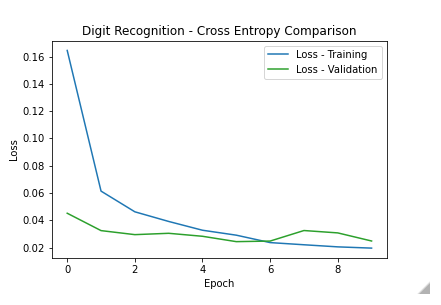 Digit Recognition - Cross Entropy Comparison
Loss - Training
Loss - Validation
0.16
0.14
0.12
0.10
0.08
0.06
0.04
0.02
Loss
0
2
4
6
8
Epoch